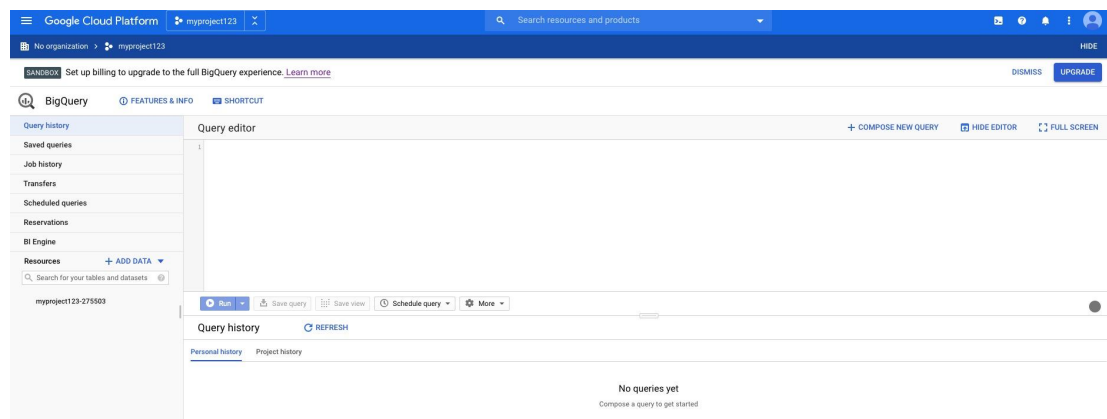 Google Cloud Platform myproject123 Search resources and products
No organization > myproject123 HIDE
SANDBOX Set up billing to upgrade to the full BigQuery experience. Learn more DISMISS UPGRADE
BigQuery FEATURES & INFO SHORTCUT
Query history
Saved queries
Job history
Transfers
Scheduled queries
Reservations
BI Engine
Resources + ADD DATA
Search for your tables and datasets
myproject123-275503
Query editor + COMPOSE NEW QUERY HIDE EDITOR FULL SCREEN
1
Run Save query Save view Schedule query More
Query history REFRESH
Personal history Project history
No queries yet
Compose a query to get started